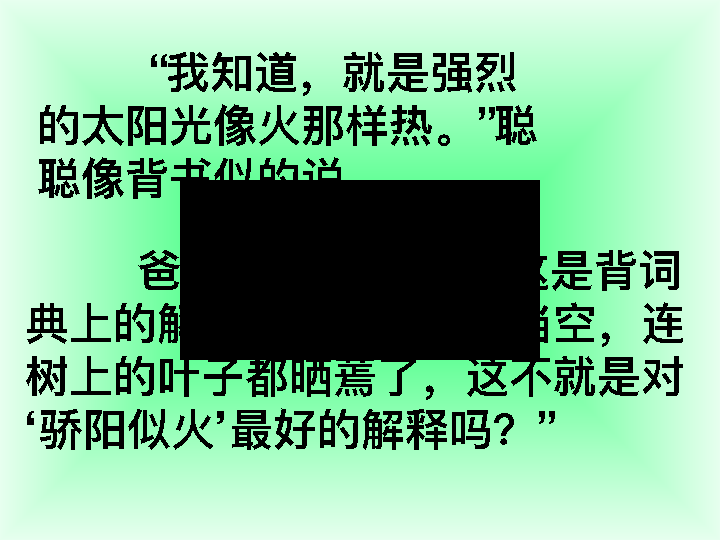 “我知道，就是强烈
的太阳光像火那样热。”聪
聪像背书似的说
爸 这是背词
典上的解 当空，连
树上的叶子都晒蔫了，这不就是对
‘骄阳似火’最好的解释吗？”